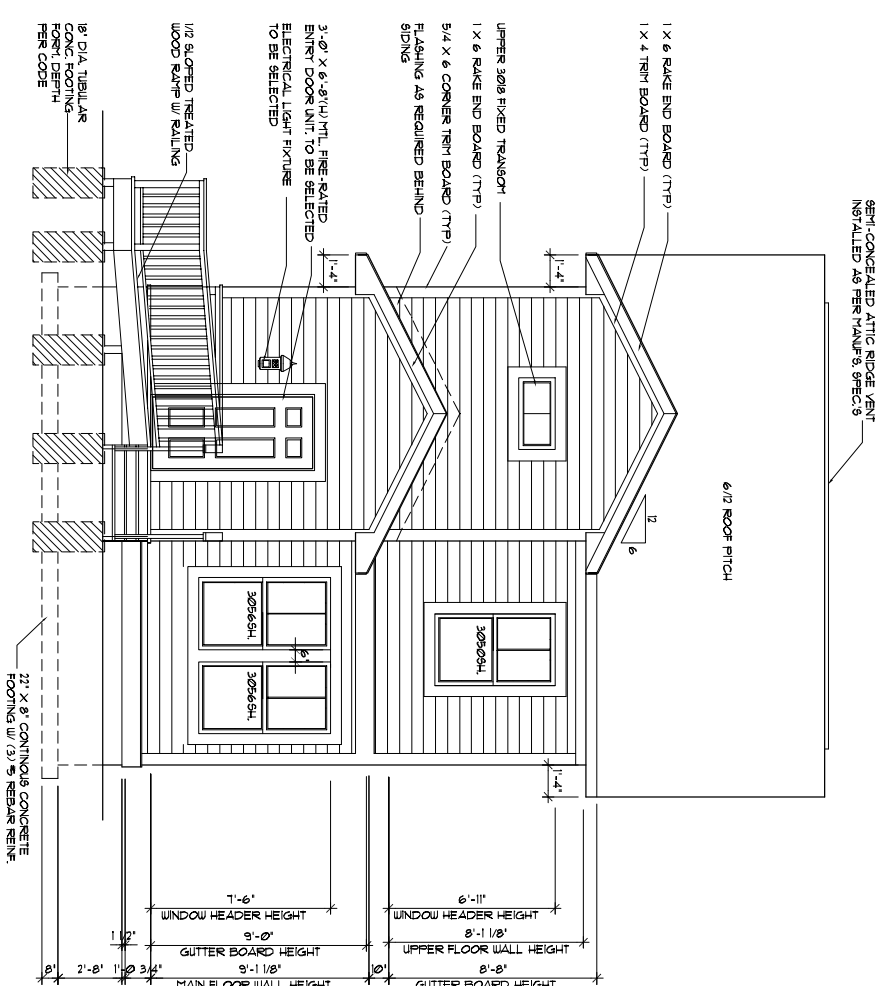 SEMI-CONCEALED ATTIC RIDGE VENT
INSTALLED AS PER MANUF'S. SPEC.'S
1 X 6 RAKE END BOARD (TYP)
1 X 4 TRIM BOARD (TYP)
UPPER 3018 FIXED TRANSOM
1 X 6 RAKE END BOARD (TYP)
5/4 X 6 CORNER TRIM BOARD (TYP)
FLASHING AS REQUIRED BEHIND
SIDING
3'-0" X 6'-8"(H) MTL. FIRE-RATED
ENTRY DOOR UNIT. TO BE SELECTED
ELECTRICAL LIGHT FIXTURE
TO BE SELECTED
1/12 SLOPED TREATED
WOOD RAMP W/ RAILING
18" DIA. TUBULAR
CONC. FOOTING
FORM. DEPTH
PER CODE
6/12 ROOF PITCH
12
6
1'-4"
1'-4"
1'-4"
3050SH.
3056SH.
3056SH.
6"
22" X 8" CONTINOUS CONCRETE
FOOTING W/ (3) #5 REBAR REINF.
6'-11"
WINDOW HEADER HEIGHT
8'-1 1/8"
UPPER FLOOR WALL HEIGHT
8'-8"
GUTTER BOARD HEIGHT
7'-6"
WINDOW HEADER HEIGHT
9'-0"
GUTTER BOARD HEIGHT
9'-1 1/8"
MAIN FLOOR WALL HEIGHT
10"
1 1/2"
1'-0 3/4"
2'-8"
8"